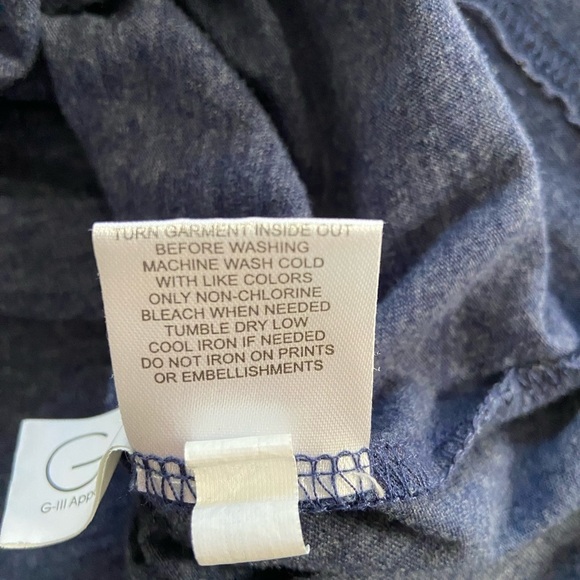 TURN GARMENT INSIDE OUT
BEFORE WASHING
MACHINE WASH COLD
WITH LIKE COLORS
ONLY NON-CHLORINE
BLEACH WHEN NEEDED
TUMBLE DRY LOW
COOL IRON IF NEEDED
DO NOT IRON ON PRINTS
OR EMBELLISHMENTS
G-III